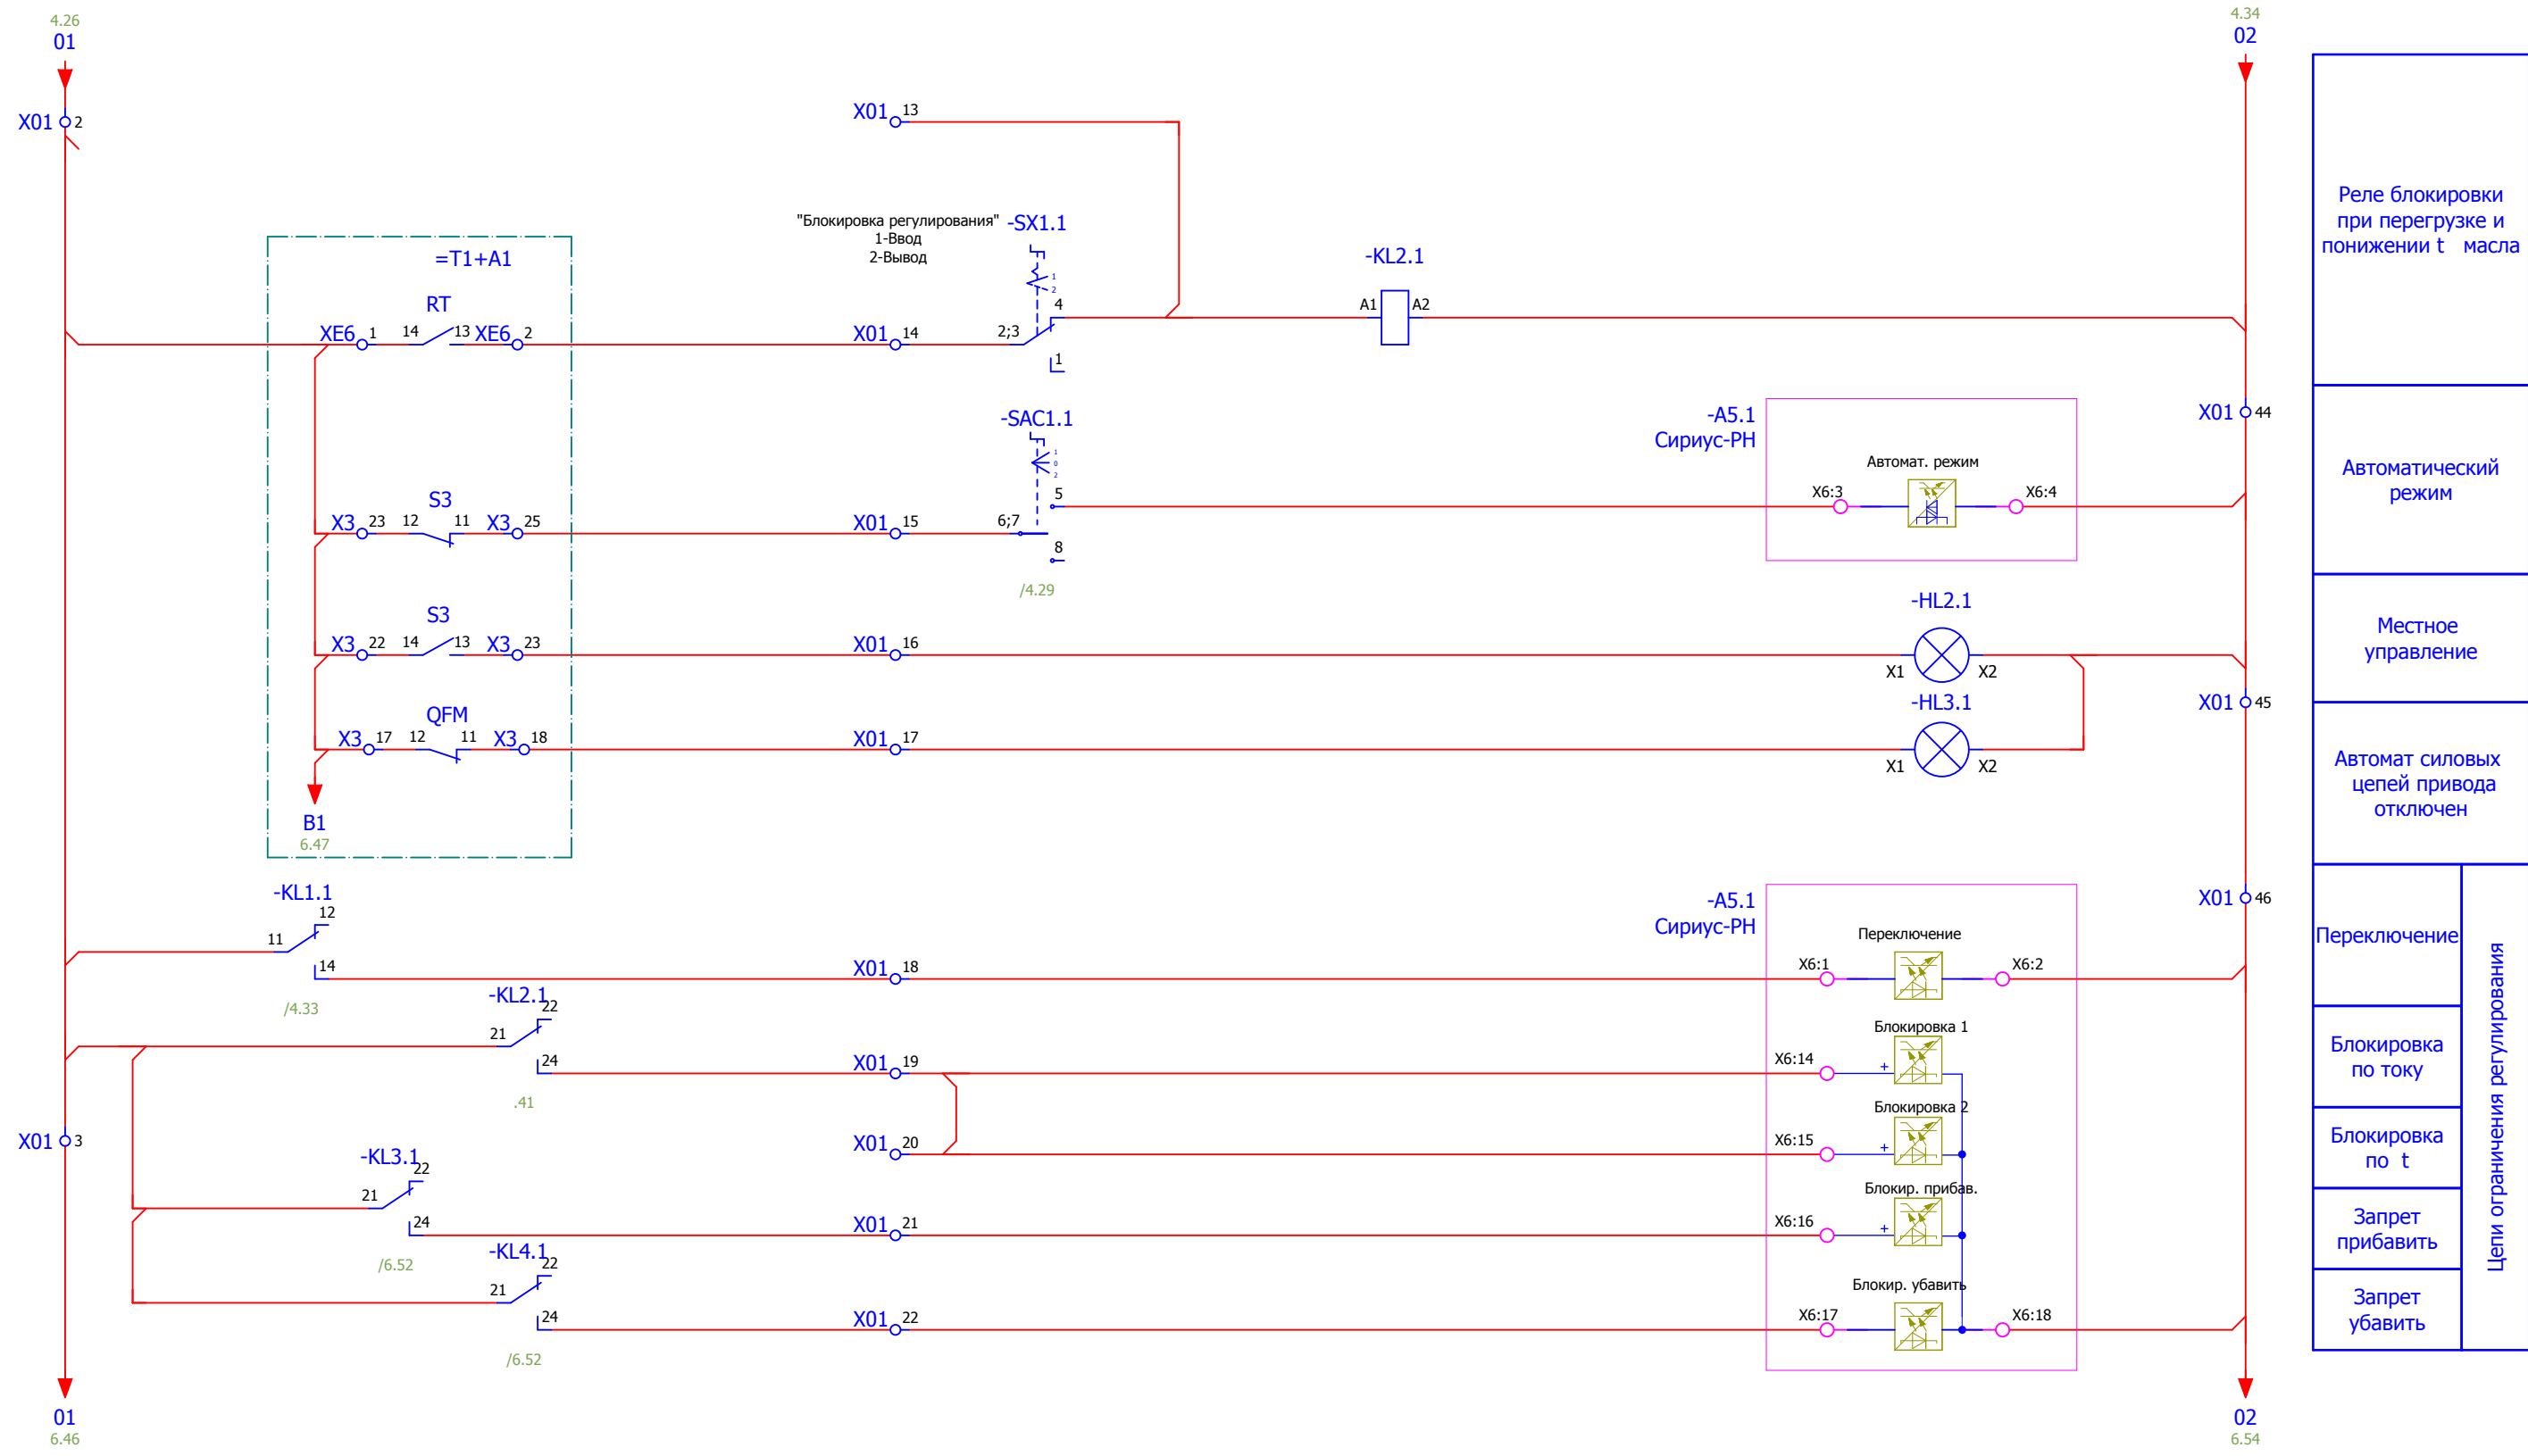 4.26
01
4.34
02
X01 2
X01 13
"Блокировка регулирования"
1-Ввод
2-Вывод
-SX1.1
1
2
=T1+A1
RT
XE6 1 14 13 XE6 2
X01 14
2;3
4
1
-KL2.1
A1 A2
Реле блокировки
при перегрузке и
понижении t масла
-SAC1.1
1
0
2
-A5.1
Сириус-РН
Автомат. режим
X6:3 X6:4
X01 44
S3
X3 23 12 11 X3 25
X01 15
6;7
5
8
/4.29
Автоматический
режим
S3
X3 22 14 13 X3 23
X01 16
-HL2.1
X1 X2
Местное
управление
QFM
X3 17 12 11 X3 18
X01 17
-HL3.1
X1 X2
X01 45
Автомат силовых
цепей привода
отключен
B1
6.47
-KL1.1
12
11
14
/4.33
X01 18
-A5.1
Сириус-РН
Переключение
X6:1 X6:2
X01 46
Переключение
Цепи ограничения регулирования
-KL2.1
22
21
24
.41
X01 19
Блокировка 1
X6:14 +
Блокировка
по току
X01 3
X01 20
Блокировка 2
X6:15 +
Блокировка
по t
-KL3.1
22
21
24
/6.52
X01 21
Блокир. прибав.
X6:16 +
Запрет
прибавить
-KL4.1
22
21
24
/6.52
X01 22
Блокир. убавить
X6:17 X6:18
Запрет
убавить
01
6.46
02
6.54